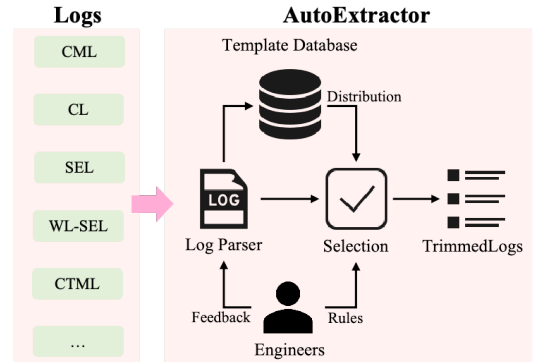 Logs
CML
CL
SEL
WL-SEL
CTML
...
AutoExtractor
Template Database
Distribution
LOG
Log Parser
Selection
TrimmedLogs
Feedback
Rules
Engineers